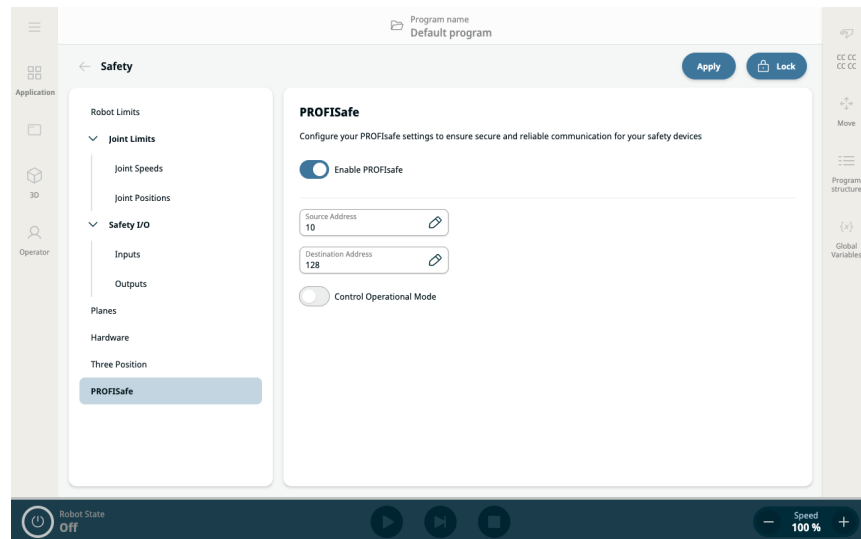 Program name
Default program
Safety
Apply
Lock
Application
3D
Operator
Robot Limits
Joint Limits
Joint Speeds
Joint Positions
Safety I/O
Inputs
Outputs
Planes
Hardware
Three Position
PROFISafe
PROFISafe
Configure your PROFIsafe settings to ensure secure and reliable communication for your safety devices
Enable PROFIsafe
Source Address
10
Destination Address
128
Control Operational Mode
CC CC
CC CC
Move
Program
structure
{x}
Global
Variables
Robot State
Off
Speed
100 %